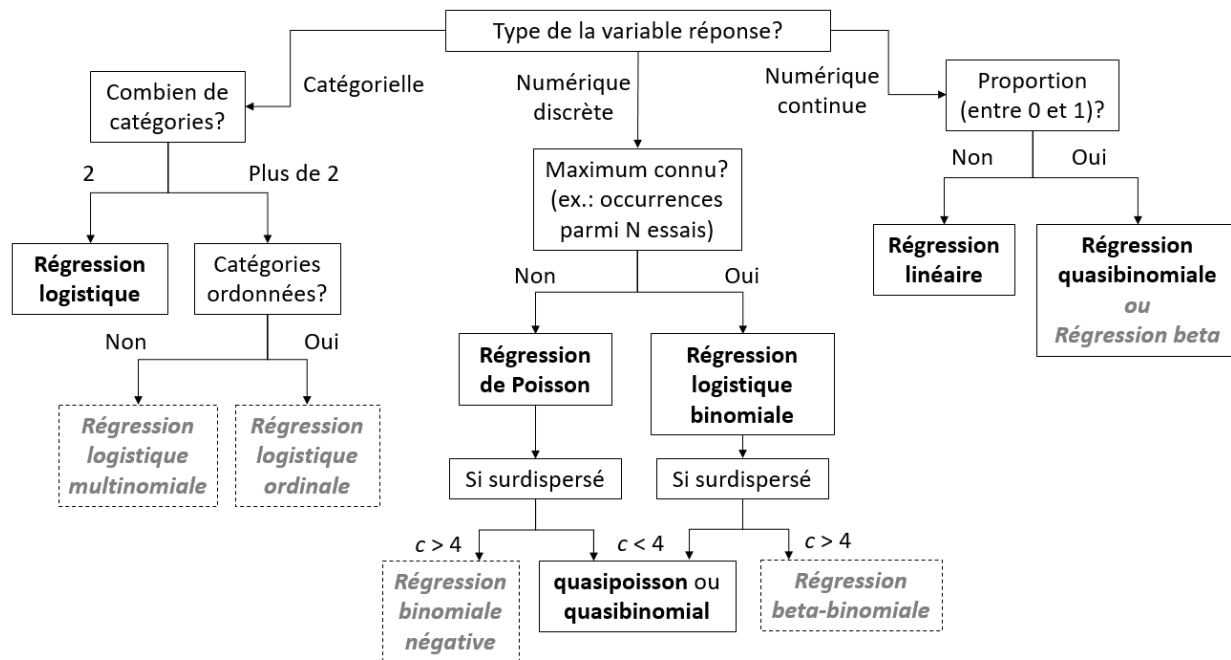 Type de la variable réponse?
Catégorielle
Numérique
discrète
Numérique
continue
Combien de
catégories?
Proportion
(entre 0 et 1)?
2
Plus de 2
Maximum connu?
(ex.: occurrences
parmi N essais)
Non
Oui
Régression
logistique
Catégories
ordonnées?
Non
Oui
Régression
linéaire
Régression
quasibinomiale
ou
Régression beta
Non
Oui
Régression
de Poisson
Régression
logistique
binomiale
Régression
logistique
multinomiale
Régression
logistique
ordinale
Si surdispersé
Si surdispersé
c > 4
c < 4
c > 4
Régression
binomiale
négative
quasipoisson ou
quasibinomial
Régression
beta-binomiale